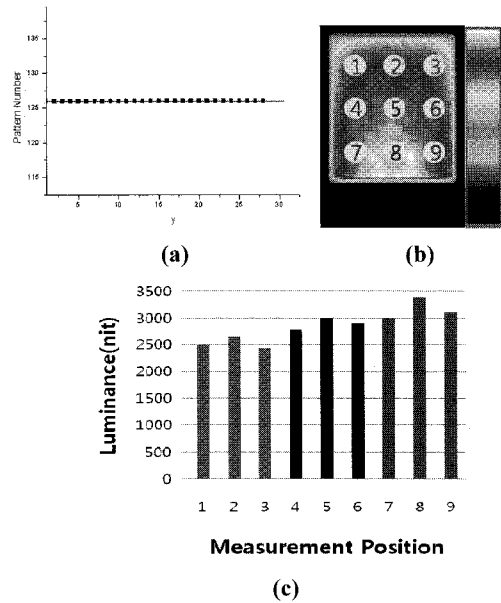 Pattern Number
135
130
125
120
115
5 10 15 20 25 30
y
(a)
1 2 3
4 5 6
7 8 9
(b)
Luminance(nit)
3500
3000
2500
2000
1500
1000
500
0
1 2 3 4 5 6 7 8 9
Measurement Position
(c)